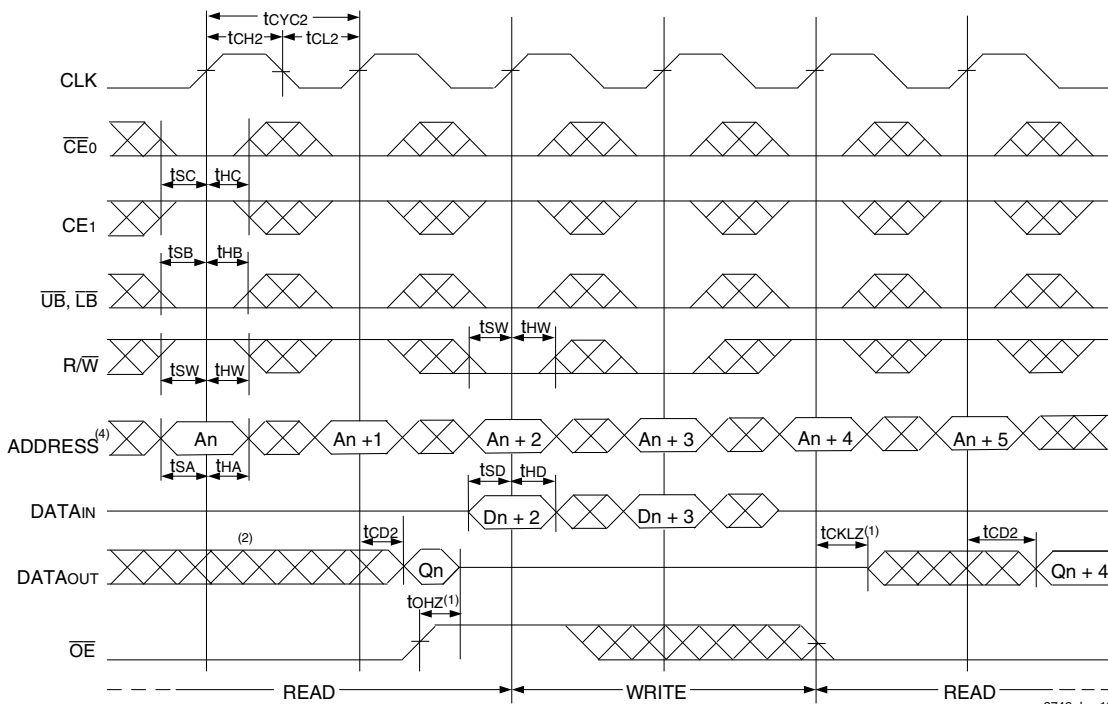 tCYC2
tCH2 tCL2
CLK
CE0
tSC tHC
CE1
tSB tHB
UB, LB
tSW tHW
R/W
tSW tHW
ADDRESS(4) An An +1 An + 2 An + 3 An + 4 An + 5
tSA tHA
tSD tHD
DATAIN Dn + 2 Dn + 3
(2) tCD2 tCKLZ(1) tCD2
DATAOUT Qn Qn + 4
tOHZ(1)
OE
READ WRITE READ